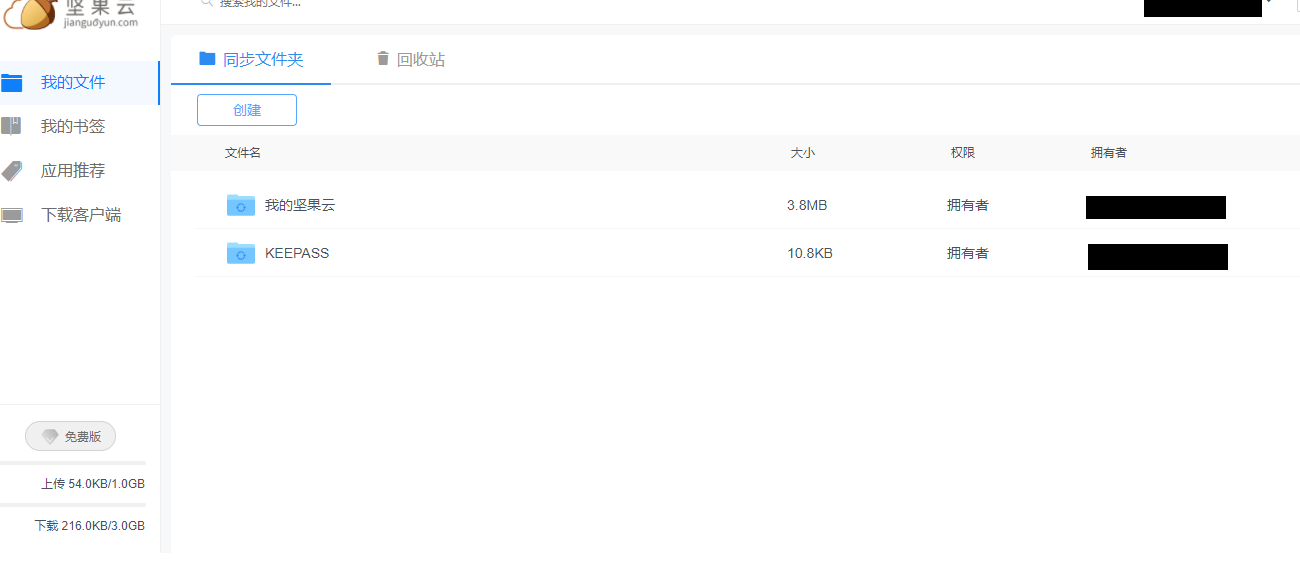 坚果云
jianguoyun.com
搜索我的文件...
我的文件
我的书签
应用推荐
下载客户端
免费版
上传 54.0KB/1.0GB
下载 216.0KB/3.0GB
同步文件夹 回收站
创建
文件名 大小 权限 拥有者
我的坚果云 3.8MB 拥有者
KEEPASS 10.8KB 拥有者